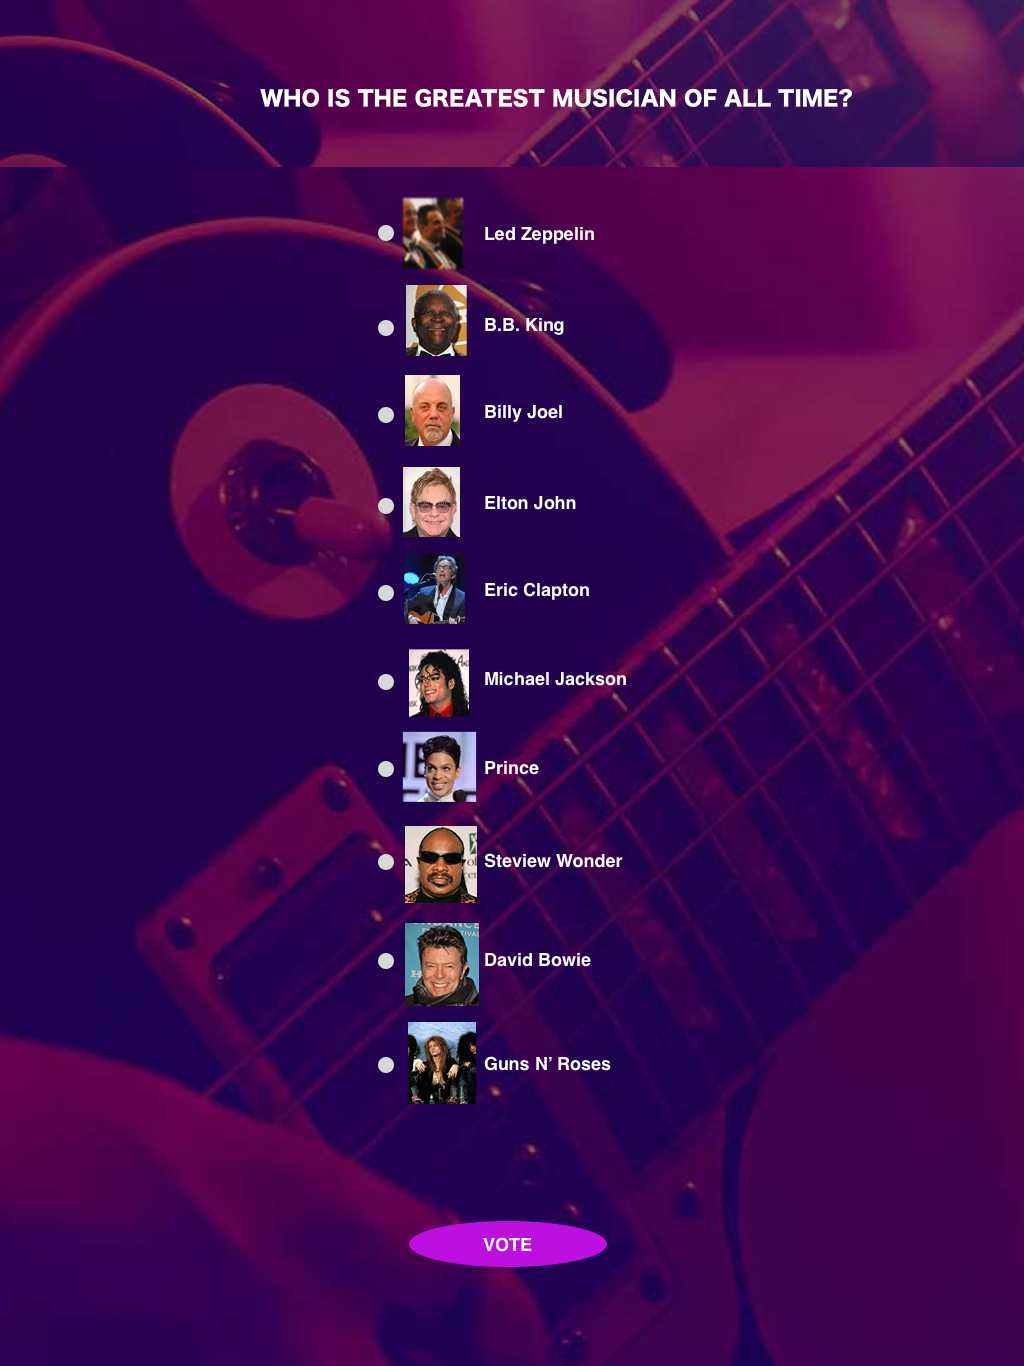 WHO IS THE GREATEST MUSICIAN OF ALL TIME?
Led Zeppelin
B.B. King
Billy Joel
Elton John
Eric Clapton
Michael Jackson
Prince
Steview Wonder
David Bowie
Guns N’ Roses
VOTE